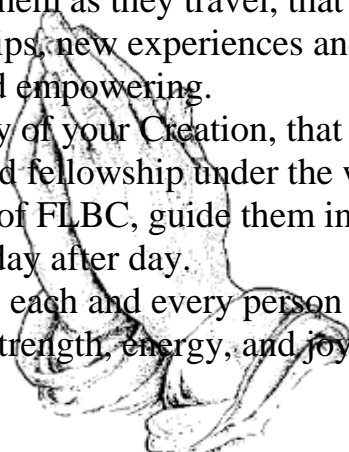 them as they travel, that
ips, new experiences an
d empowering.
y of your Creation, that
d fellowship under the
of FLBC, guide them in
day after day.
each and every person
trength, energy, and joy